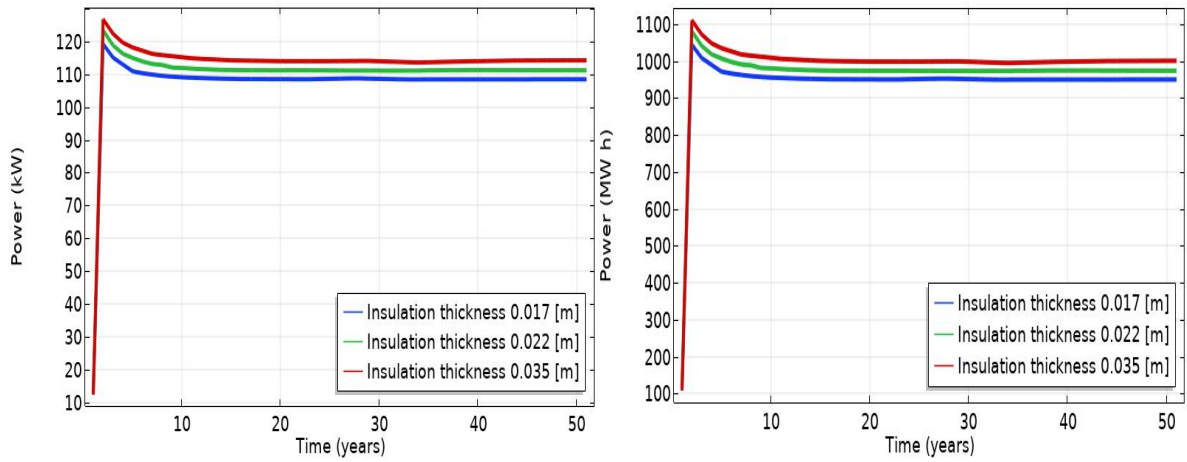 120
110
100
90
80
70
60
50
40
30
20
10
Power (kW)
10 20 30 40 50
Time (years)
Insulation thickness 0.017 [m]
Insulation thickness 0.022 [m]
Insulation thickness 0.035 [m]
1100
1000
900
800
700
600
500
400
300
200
100
Power (MW h)
10 20 30 40 50
Time (years)
Insulation thickness 0.017 [m]
Insulation thickness 0.022 [m]
Insulation thickness 0.035 [m]